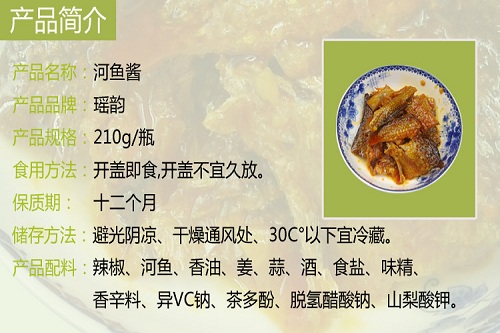 产品简介
产品名称：河鱼酱
产品品牌：瑶韵
产品规格：210g/瓶
食用方法：开盖即食,开盖不宜久放。
保质期： 十二个月
储存方法：避光阴凉、干燥通风处、30C°以下宜冷藏。
产品配料：辣椒、河鱼、香油、姜、蒜、酒、食盐、味精、
香辛料、异VC钠、茶多酚、脱氢醋酸钠、山梨酸钾。